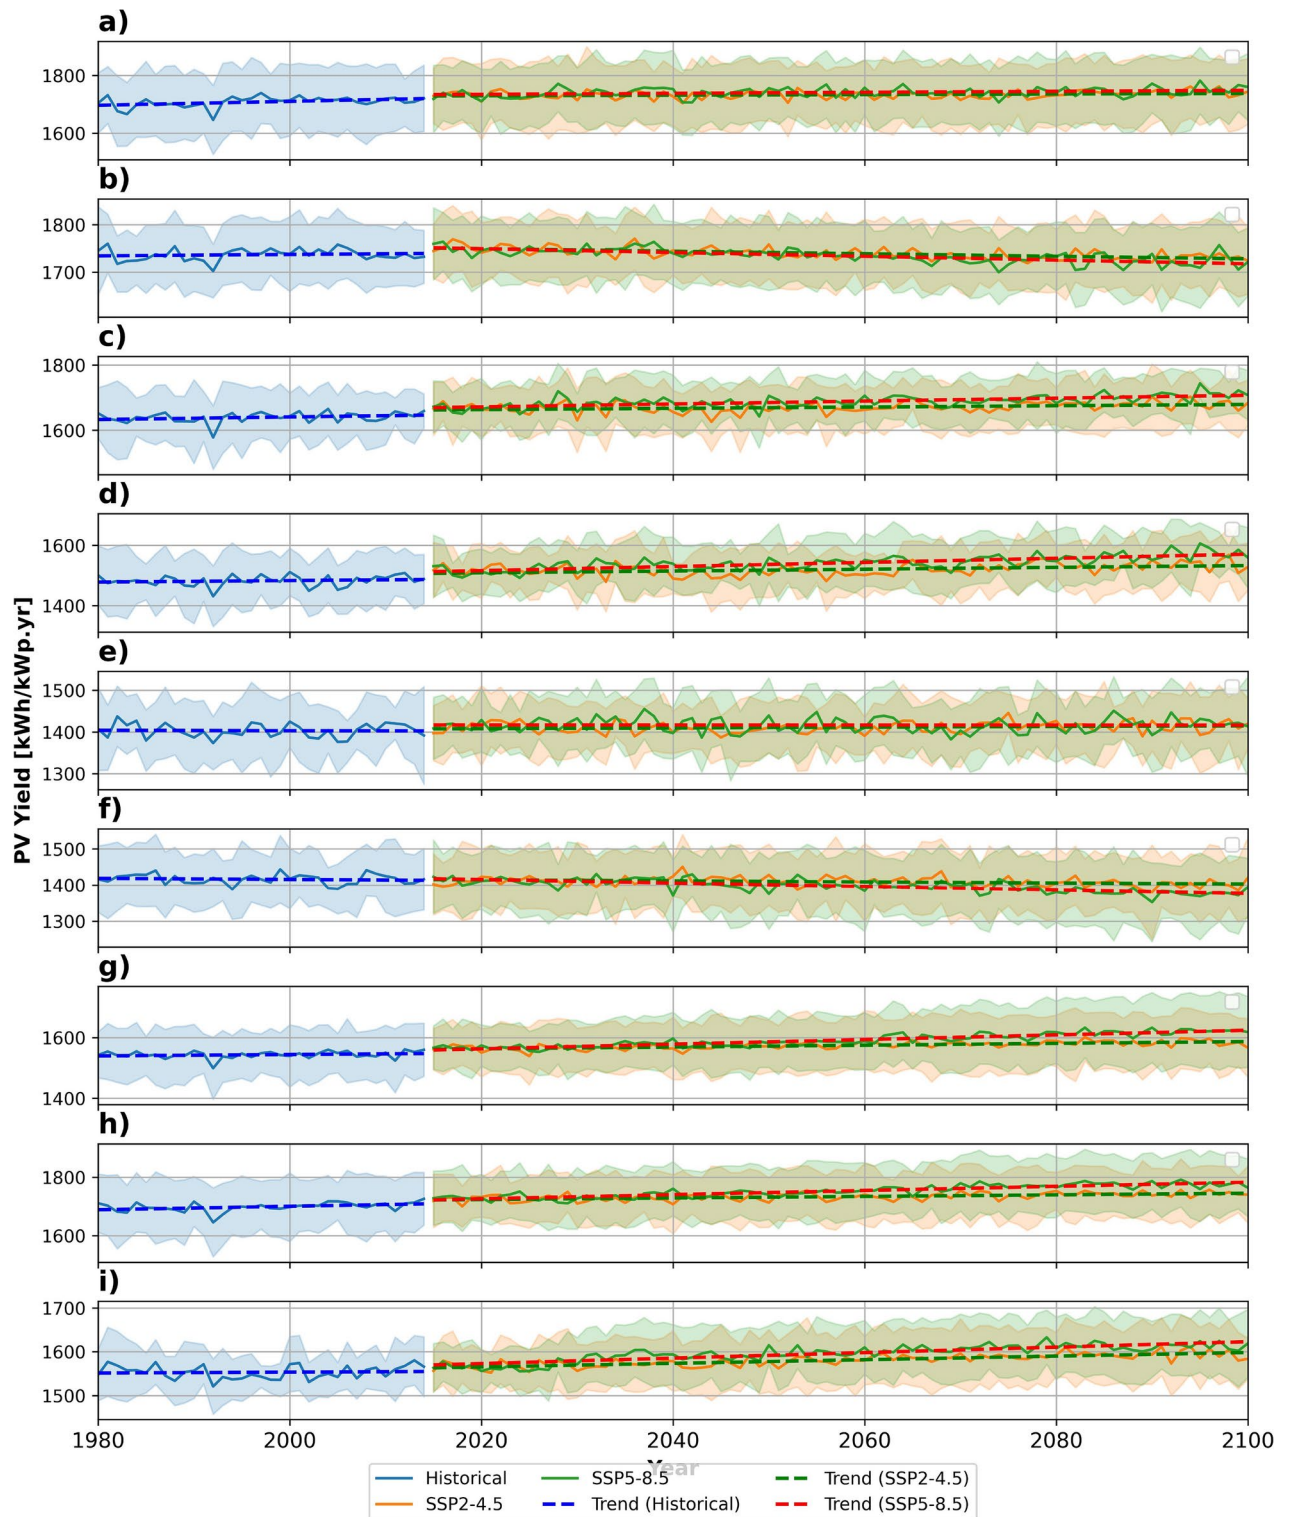 a)
1800
1600
b)
1800
1700
c)
1800
1600
d)
1600
1400
e)
1500
1400
1300
f)
1500
1400
1300
g)
1600
1400
h)
1800
1600
i)
1700
1600
1500
PV Yield [kWh/kWp.yr]
1980 2000 2020 2040 2060 2080 2100
Year
Historical SSP5-8.5 Trend (SSP2-4.5)
SSP2-4.5 Trend (Historical) Trend (SSP5-8.5)